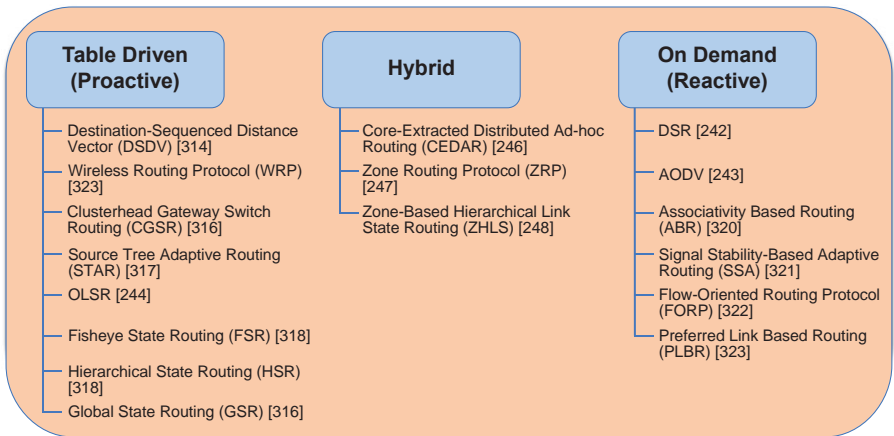 Table Driven
(Proactive)
Destination-Sequenced Distance
Vector (DSDV) [314]
Wireless Routing Protocol (WRP)
[323]
Clusterhead Gateway Switch
Routing (CGSR) [316]
Source Tree Adaptive Routing
(STAR) [317]
OLSR [244]
Fisheye State Routing (FSR) [318]
Hierarchical State Routing (HSR)
[318]
Global State Routing (GSR) [316]
Hybrid
Core-Extracted Distributed Ad-hoc
Routing (CEDAR) [246]
Zone Routing Protocol (ZRP)
[247]
Zone-Based Hierarchical Link
State Routing (ZHLS) [248]
On Demand
(Reactive)
DSR [242]
AODV [243]
Associativity Based Routing
(ABR) [320]
Signal Stability-Based Adaptive
Routing (SSA) [321]
Flow-Oriented Routing Protocol
(FORP) [322]
Preferred Link Based Routing
(PLBR) [323]